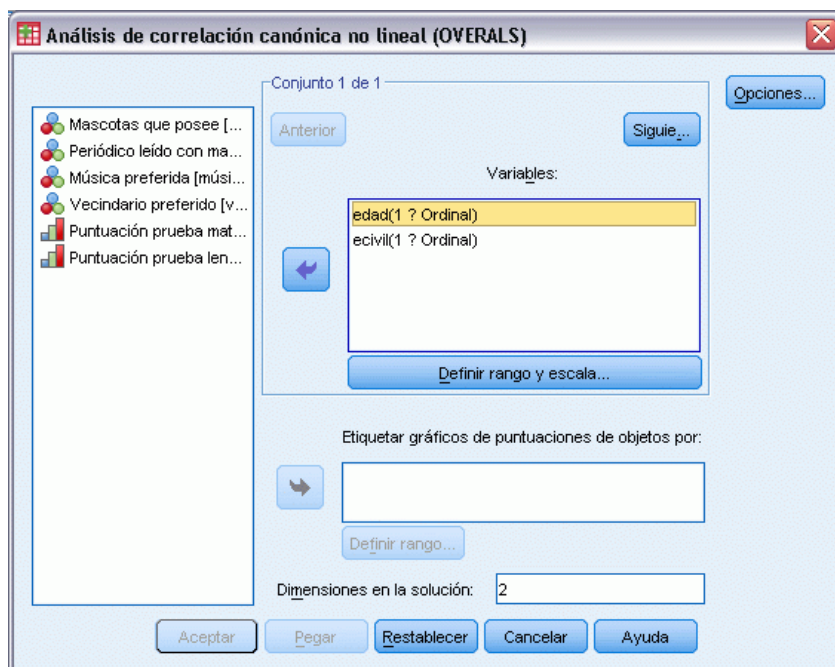 Análisis de correlación canónica no lineal (OVERALS)
Conjunto 1 de 1
Opciones...
Mascotas que posee [...
Periódico leído con ma...
Música preferida [músi...
Vecindario preferido [v...
Puntuación prueba mat...
Puntuación prueba len...
Anterior
Siguie...
Variables:
edad(1 ? Ordinal)
ecivil(1 ? Ordinal)
Definir rango y escala...
Etiquetar gráficos de puntuaciones de objetos por:
Definir rango...
Dimensiones en la solución:
2
Aceptar
Pegar
Restablecer
Cancelar
Ayuda